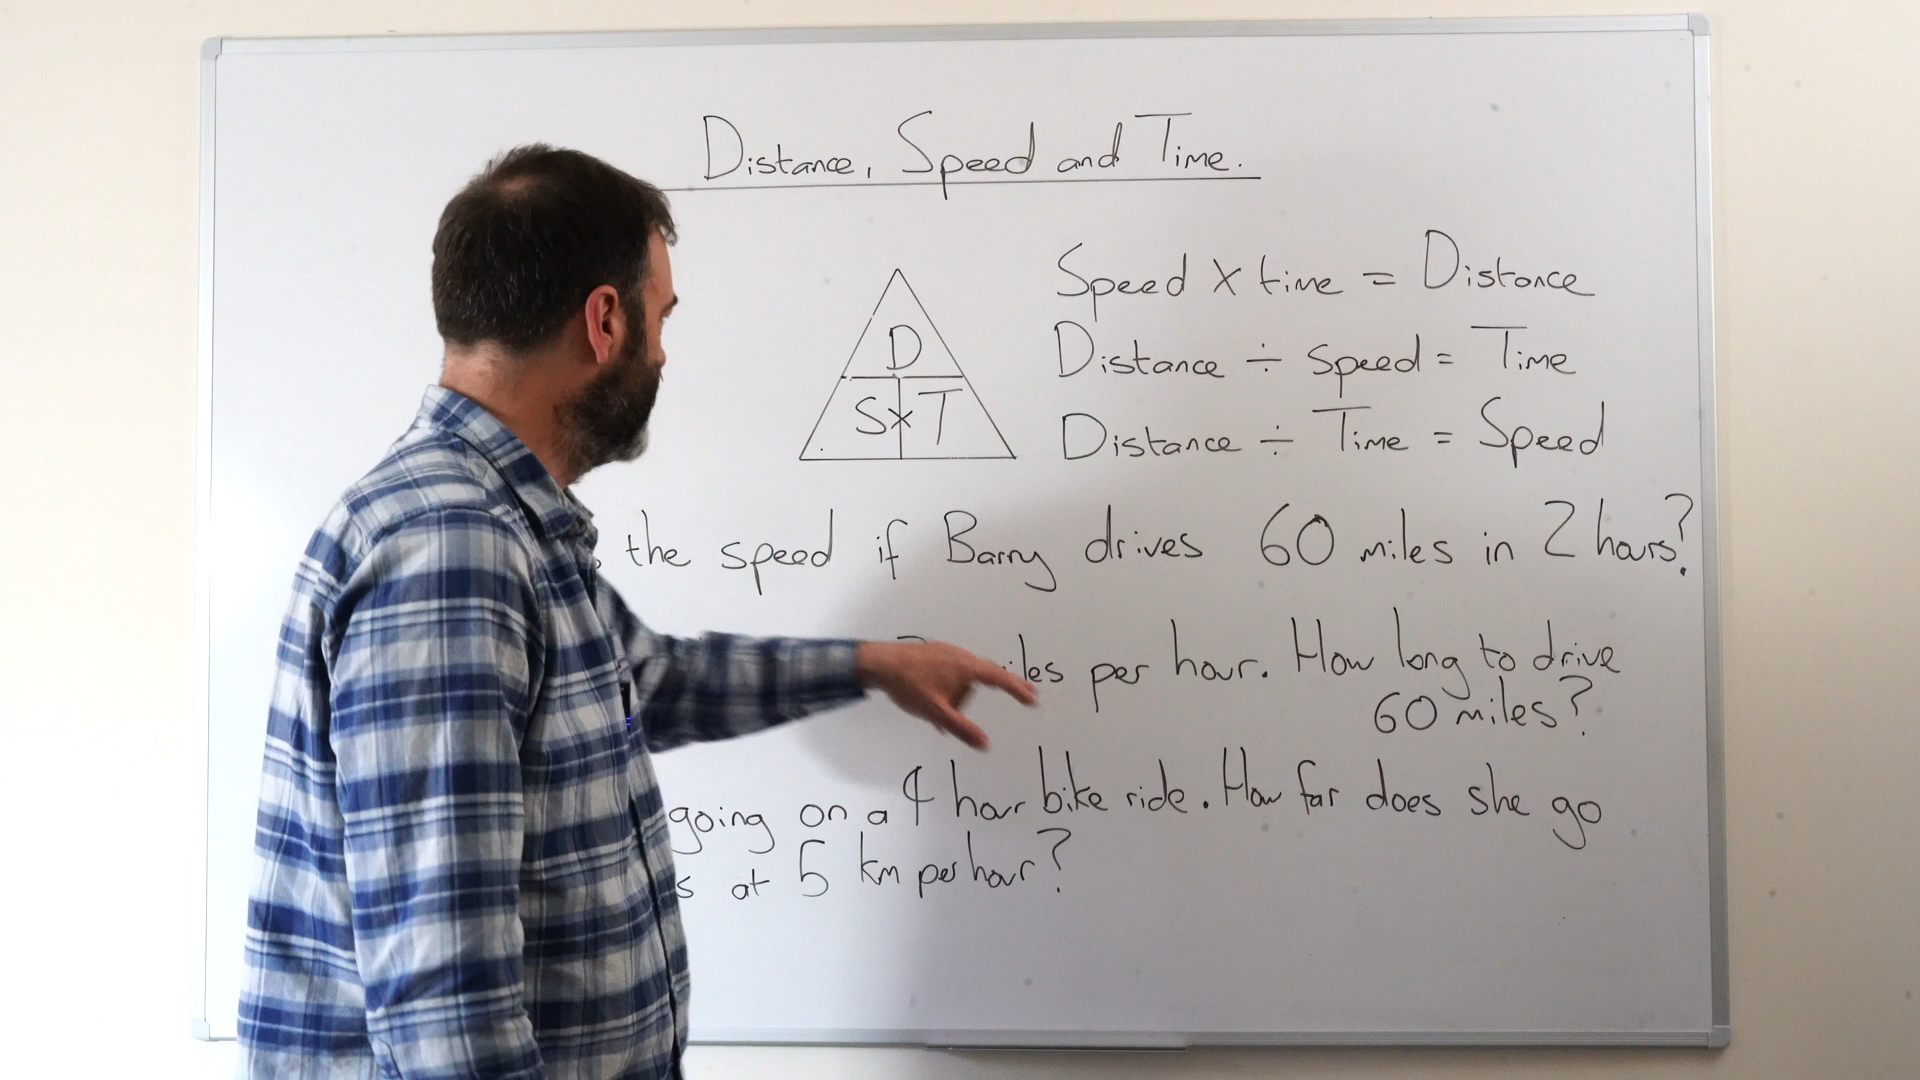 Distance, Speed and Time.
Speed x time = Distance
D
Distance ÷ speed = Time
S x T
Distance ÷ Time = Speed
the speed if Barry drives 60 miles in 2 hours?
per hour. How long to drive
60 miles?
going on a 4 hour bike ride. How far does she go
at 5 km per hour?